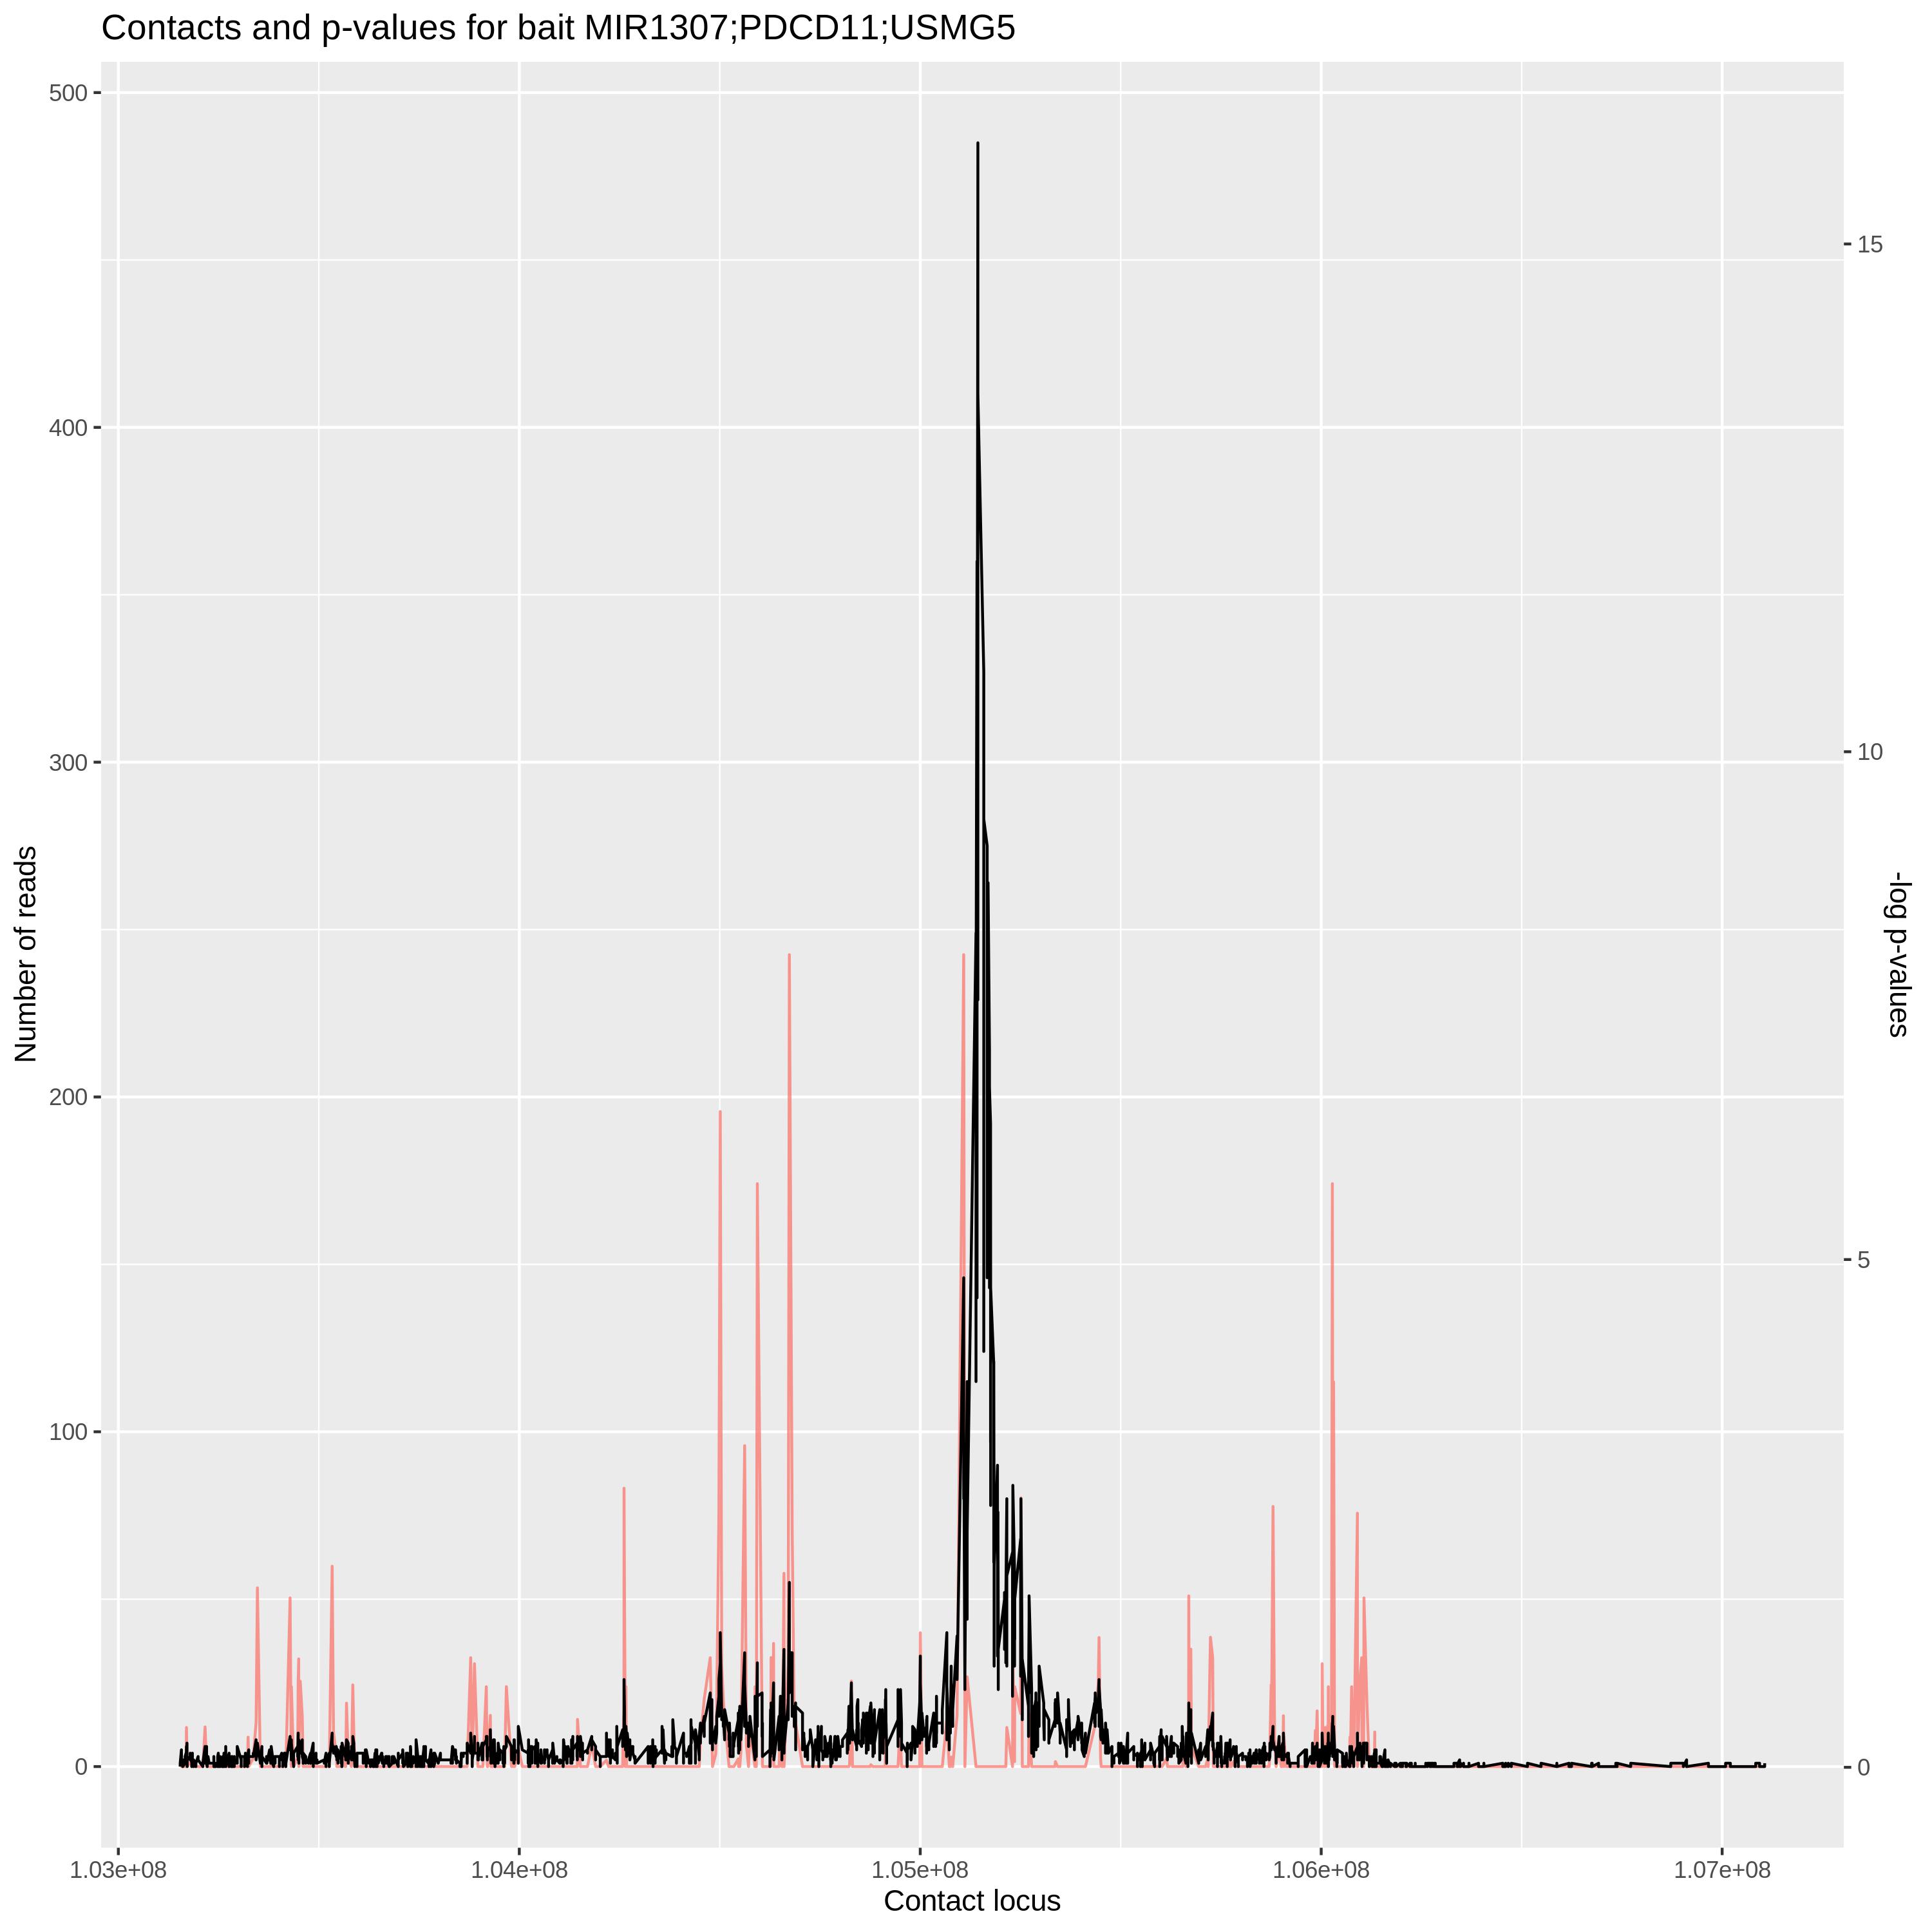 Contacts and p-values for bait MIR1307;PDCD11;USMG5
500
400
300
200
100
0
Number of reads
15
10
5
0
-log p-values
1.03e+08 1.04e+08 1.05e+08 1.06e+08 1.07e+08
Contact locus